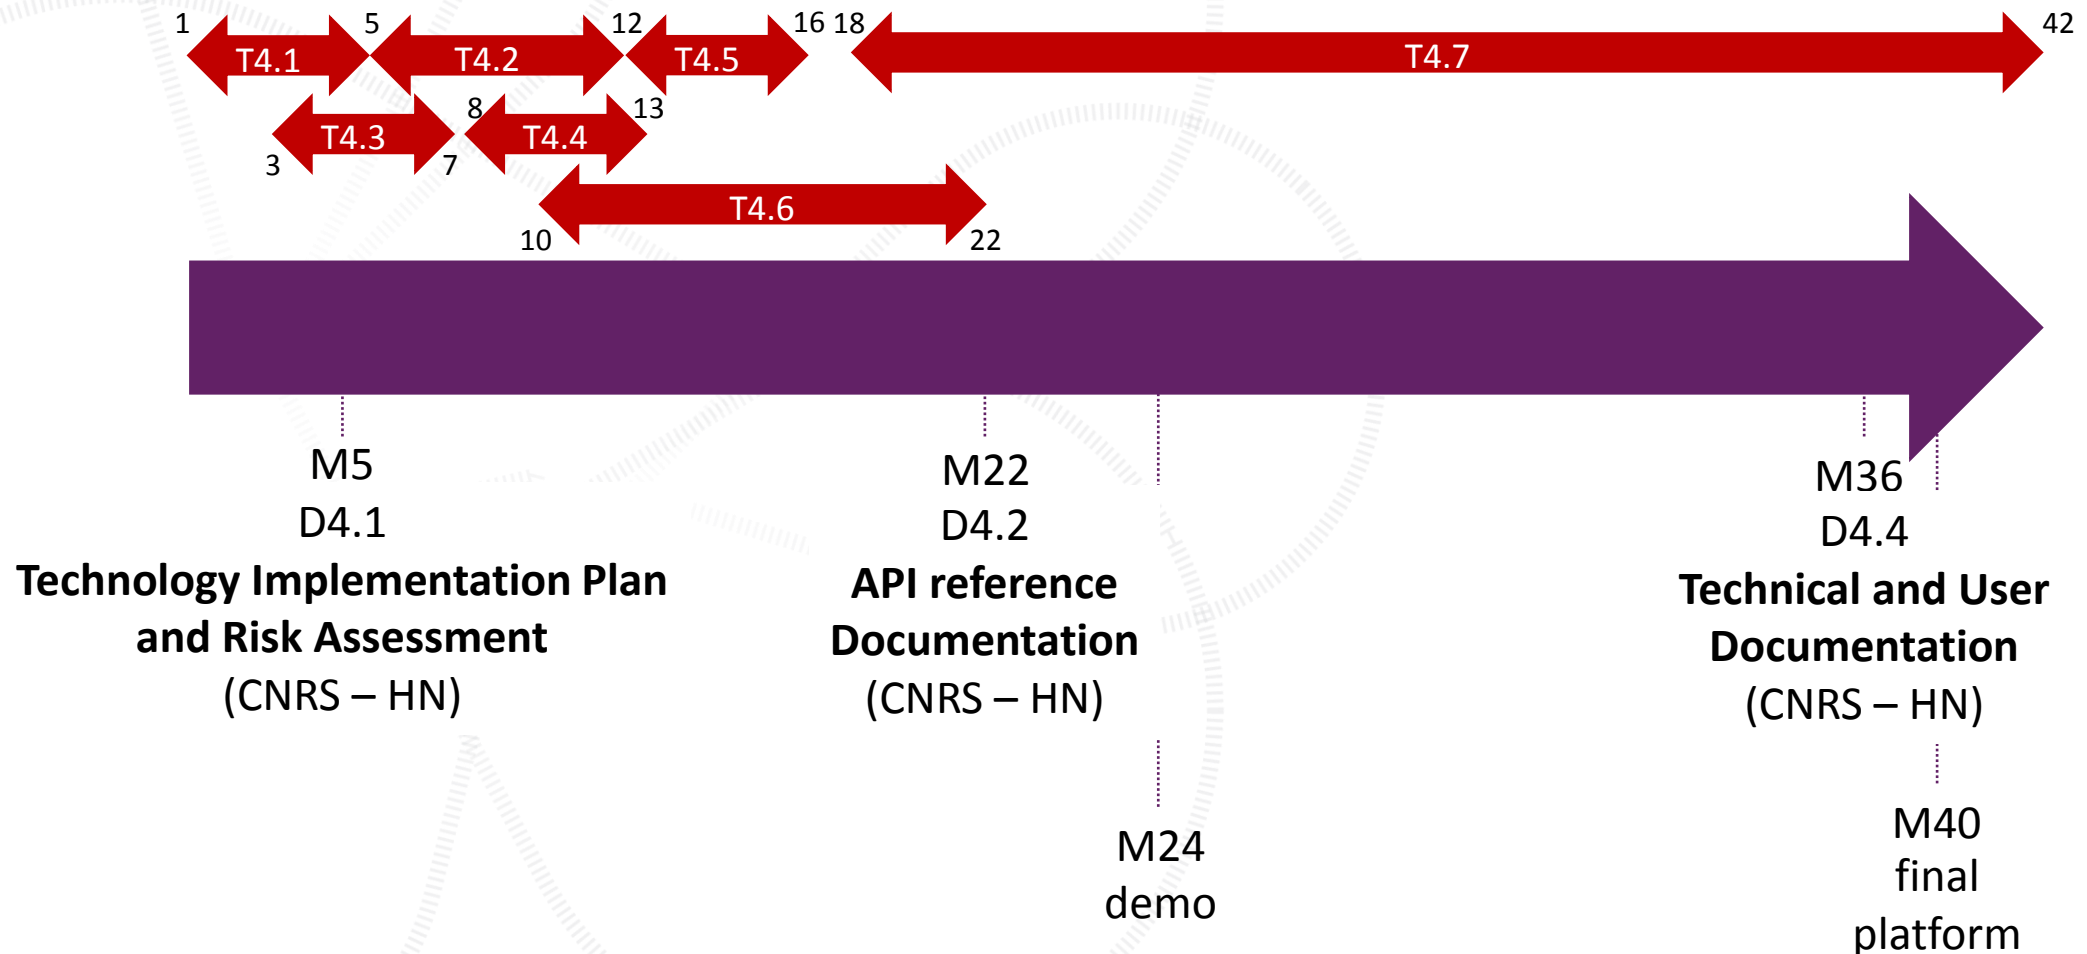 1
5
12
16
18
42
T4.1
T4.2
T4.5
T4.7
8
13
T4.3
T4.4
3
7
T4.6
10
22
M5
D4.1
Technology Implementation Plan
and Risk Assessment
(CNRS – HN)
M22
D4.2
API reference
Documentation
(CNRS – HN)
M36
D4.4
Technical and User
Documentation
(CNRS – HN)
M24
demo
M40
final
platform